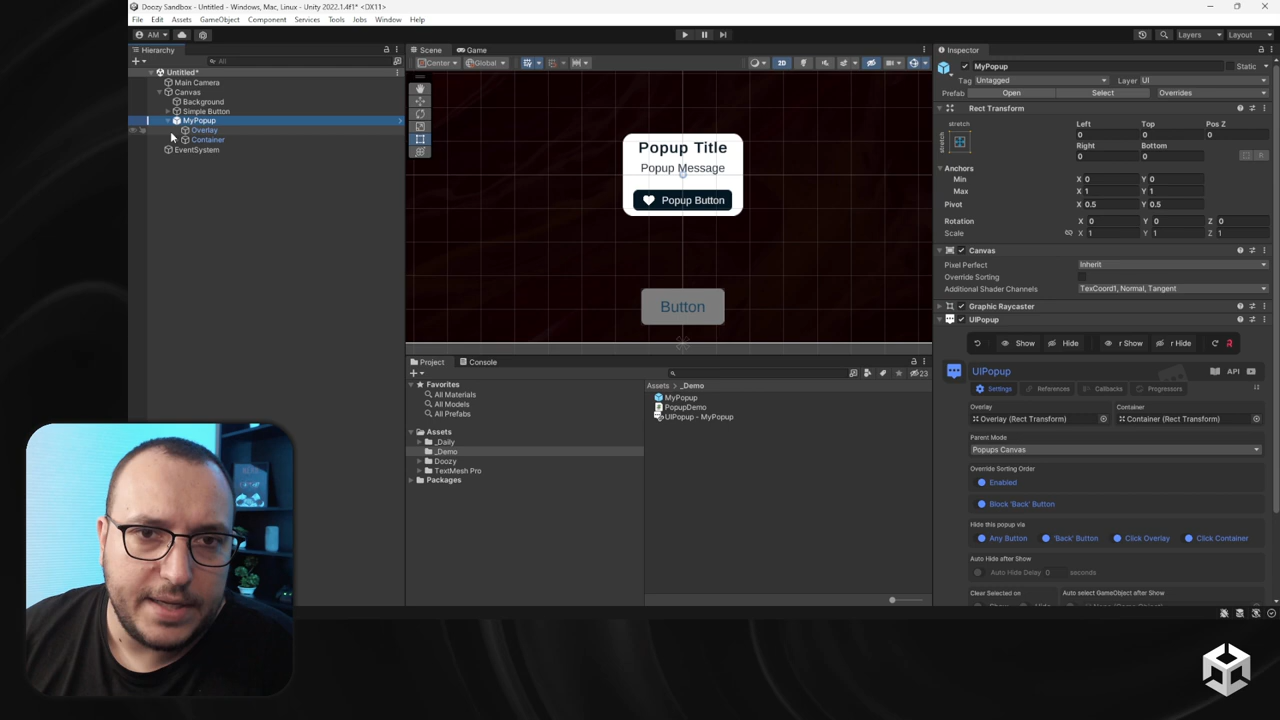 Doozy Sandbox - Untitled - Windows, Mac, Linux - Unity 2022.1.4f1* <DX11>
File Edit Assets GameObject Component Services Tools Jobs Window Help
AM Layers Layout
Hierarchy
All
Untitled*
Main Camera
Canvas
Background
Simple Button
MyPopup
Overlay
Container
EventSystem
Scene Game
Center Global 2D
Popup Title
Popup Message
Popup Button
Button
Project Console
23
Favorites
All Materials
All Models
All Prefabs
Assets
_Daily
_Demo
Doozy
TextMesh Pro
Packages
Assets > _Demo
MyPopup
PopupDemo
UIPopup - MyPopup
Inspector
MyPopup Static
Tag Untagged Layer UI
Prefab Open Select Overrides
Rect Transform
stretch Left Top Pos Z
stretch 0 0 0
Right Bottom
0 0 R
Anchors
Min X 0 Y 0
Max X 1 Y 1
Pivot X 0.5 Y 0.5
Rotation X 0 Y 0 Z 0
Scale X 1 Y 1 Z 1
Canvas
Pixel Perfect Inherit
Override Sorting
Additional Shader Channels TexCoord1, Normal, Tangent
Graphic Raycaster
UIPopup
Show Hide r Show r Hide R
UIPopup API
Settings References Callbacks Progressors
Overlay Container
Overlay (Rect Transform) Container (Rect Transform)
Parent Mode
Popups Canvas
Override Sorting Order
Enabled
Block 'Back' Button
Hide this popup via
Any Button 'Back' Button Click Overlay Click Container
Auto Hide after Show
Auto Hide Delay 0 seconds
Clear Selected on Auto select GameObject after Show